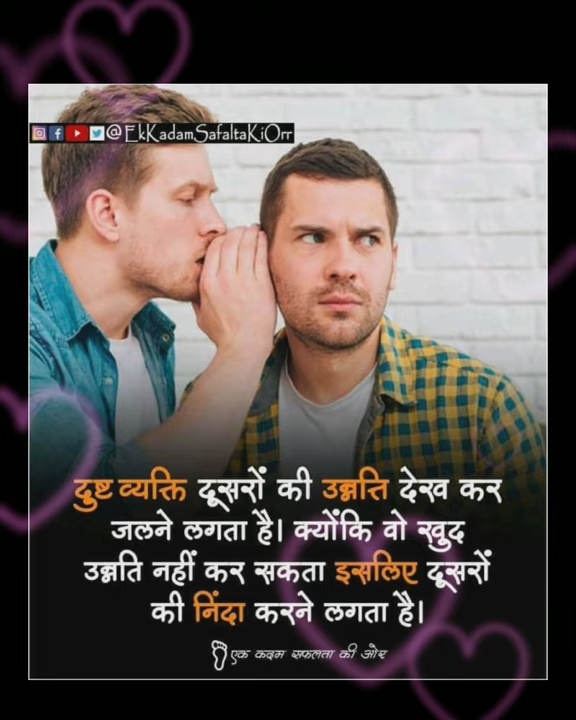 @EkKadamSafaltaKiOrr
दुष्ट व्यक्ति दूसरों की उन्नति देख कर
जलने लगता है। क्योंकि वो खुद
उन्नति नहीं कर सकता इसलिए दूसरों
की निंदा करने लगता है।
एक कदम सफलता की ओर